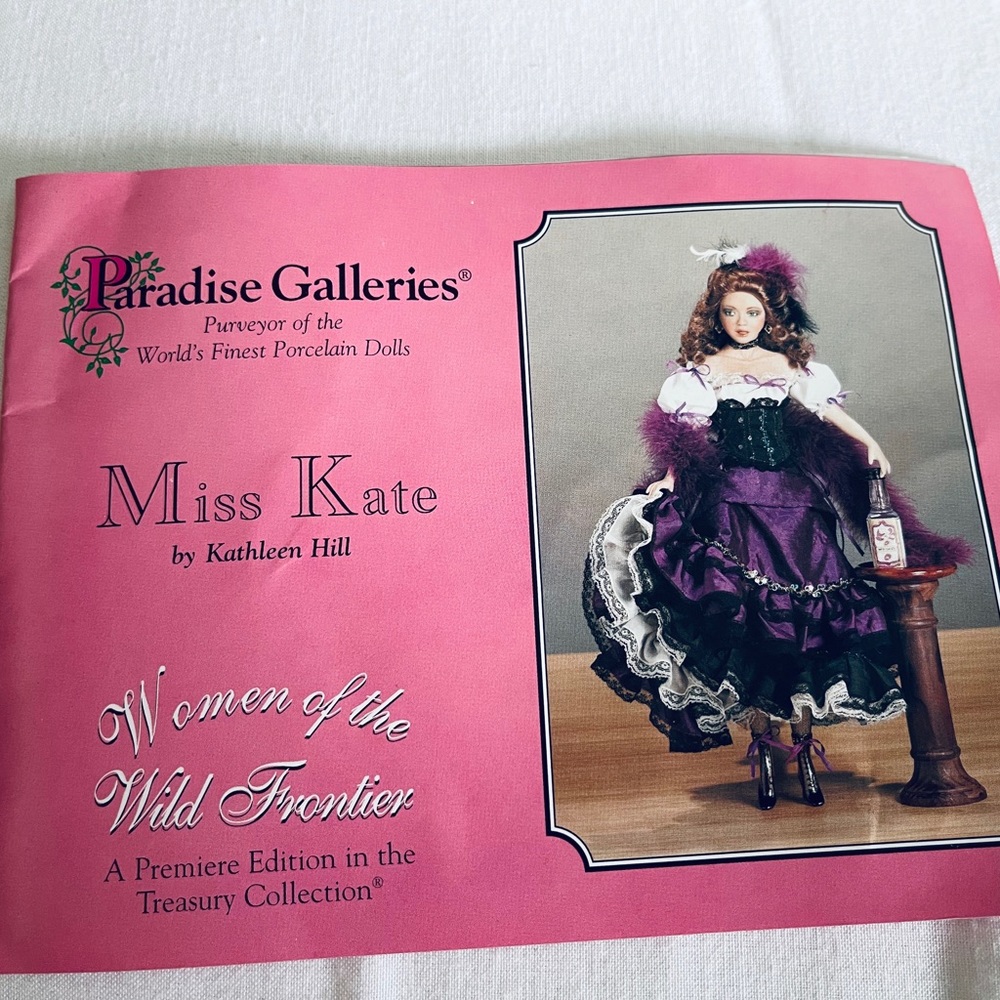 Paradise Galleries®
Purveyor of the
World's Finest Porcelain Dolls
Miss Kate
by Kathleen Hill
Women of the
Wild Frontier
A Premiere Edition in the
Treasury Collection®